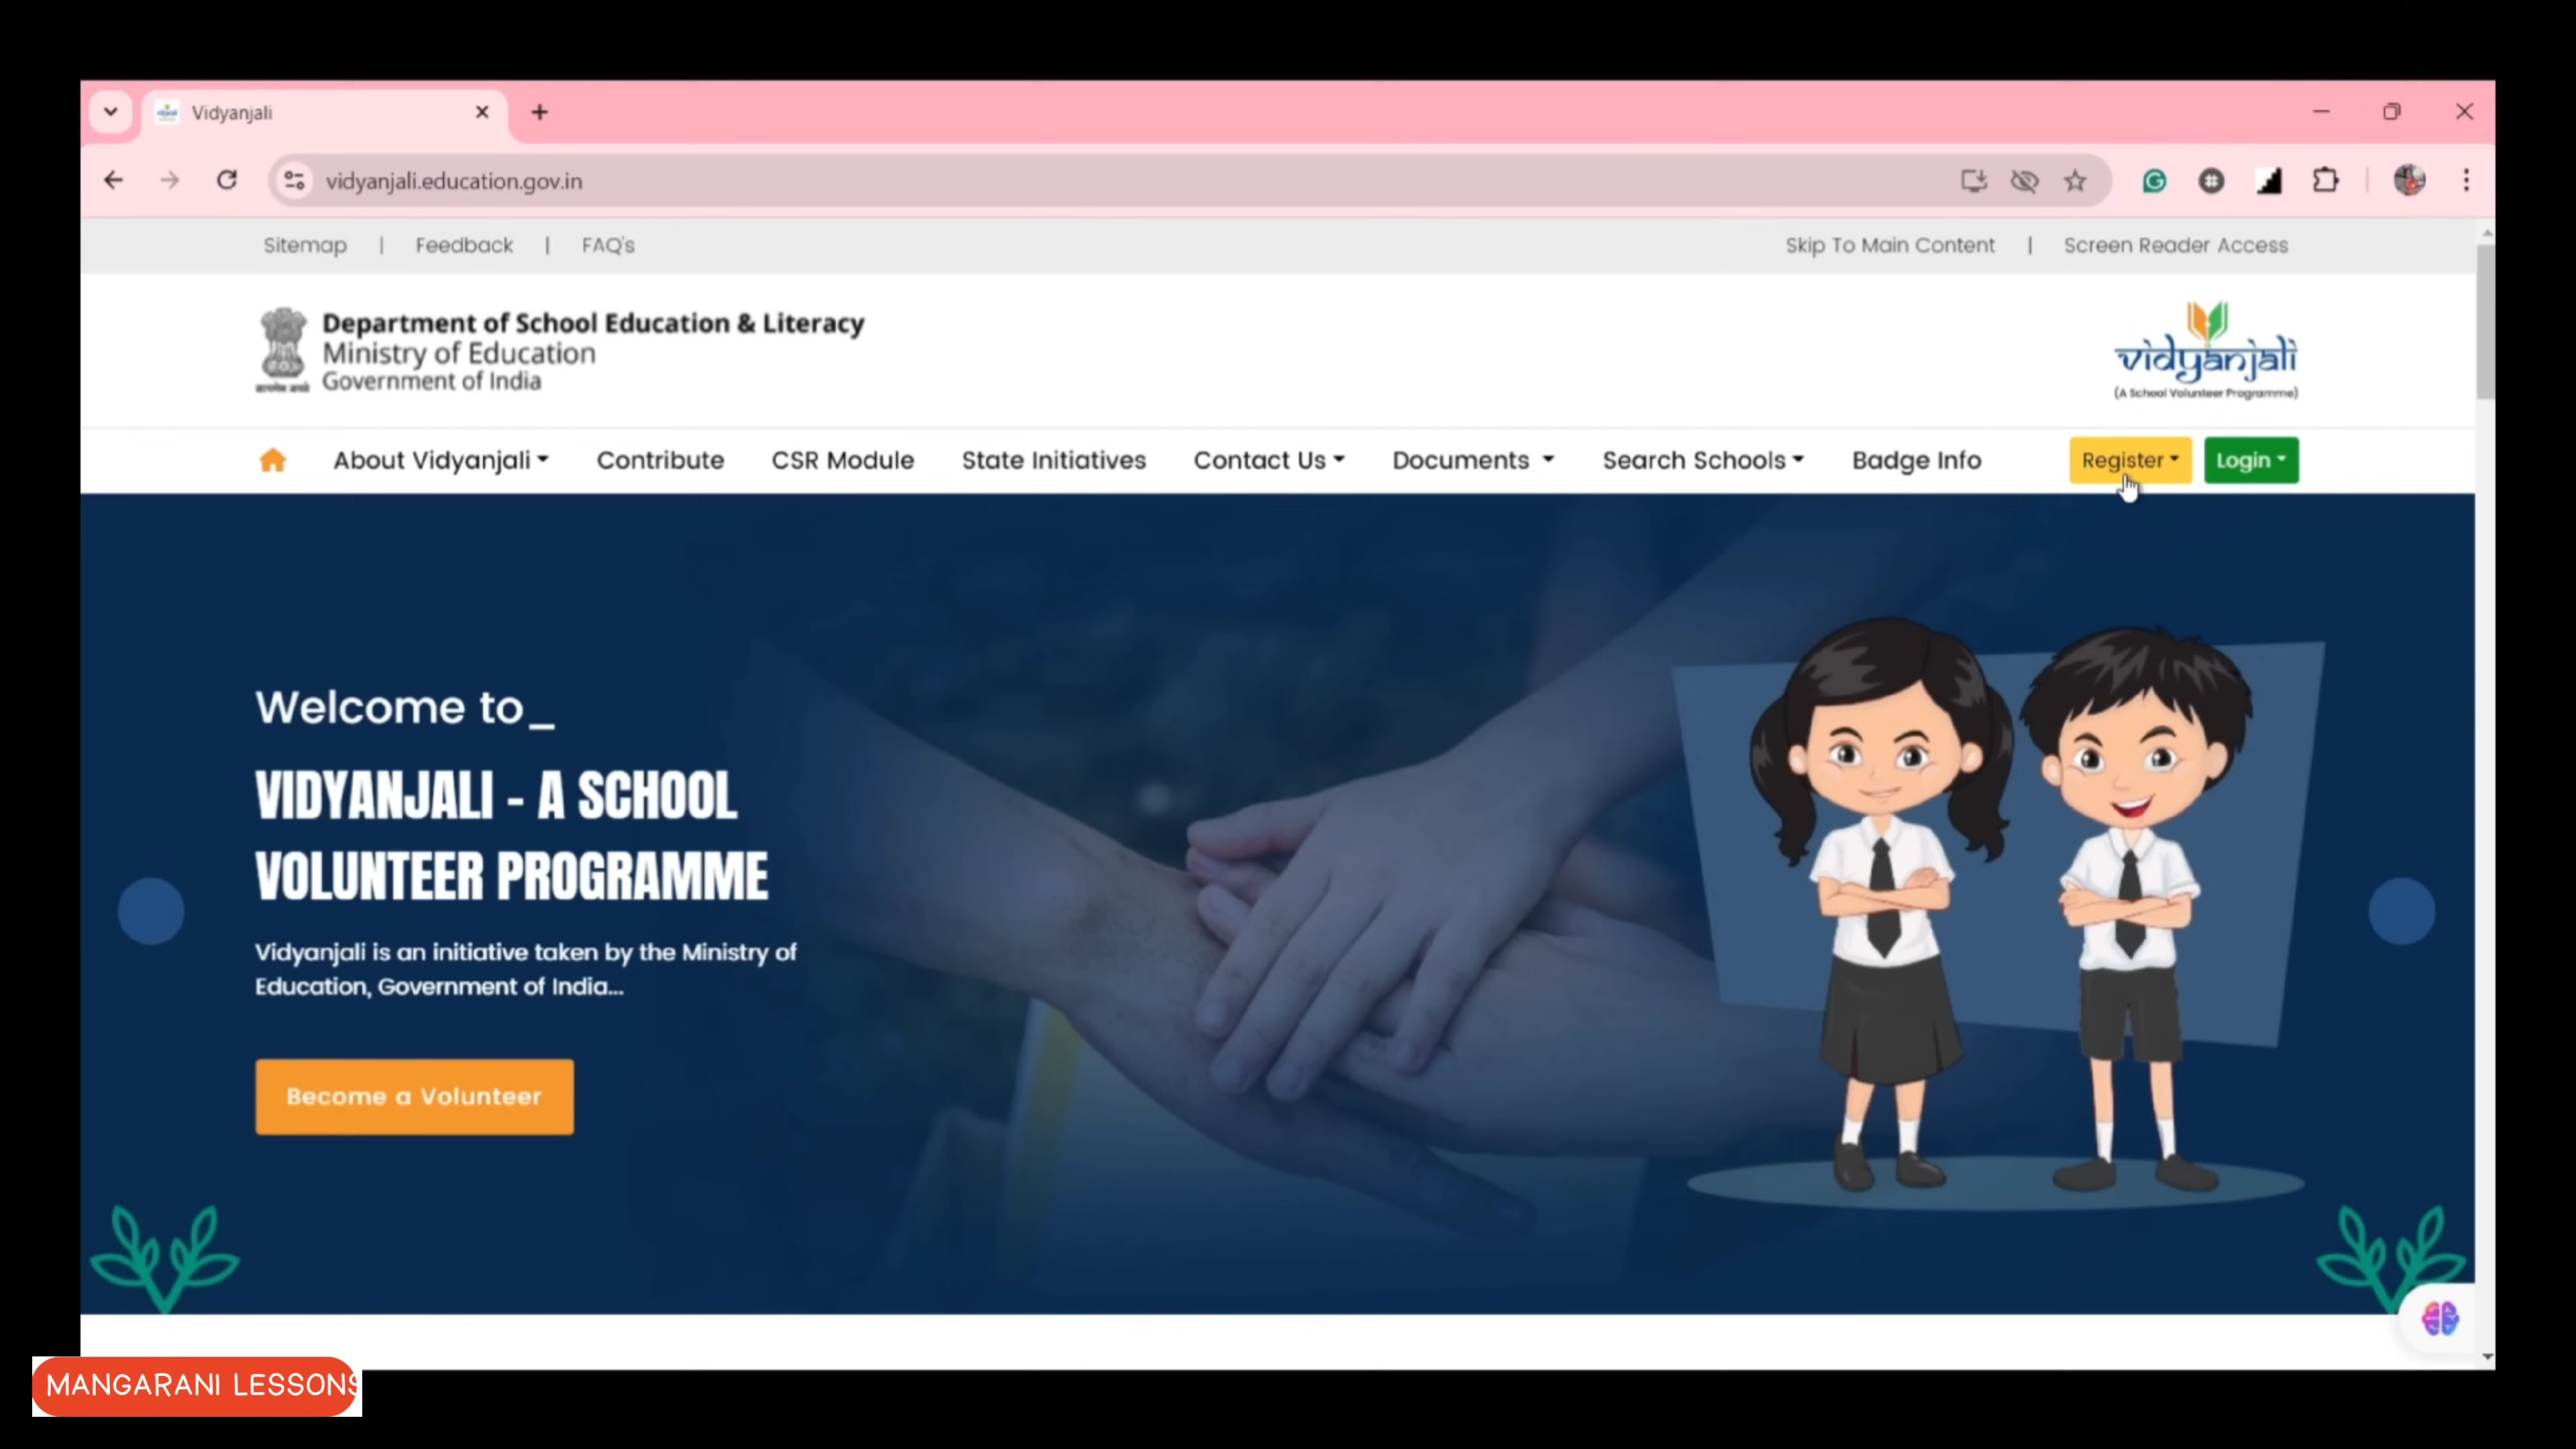 Vidyanjali
vidyanjali.education.gov.in
Sitemap | Feedback | FAQ's
Skip To Main Content | Screen Reader Access
Department of School Education & Literacy
Ministry of Education
Government of India
vidyanjali
(A School Volunteer Programme)
About Vidyanjali Contribute CSR Module State Initiatives Contact Us Documents Search Schools Badge Info Register Login
Welcome to_
VIDYANJALI - A SCHOOL
VOLUNTEER PROGRAMME
Vidyanjali is an initiative taken by the Ministry of
Education, Government of India...
Become a Volunteer
MANGARANI LESSONS